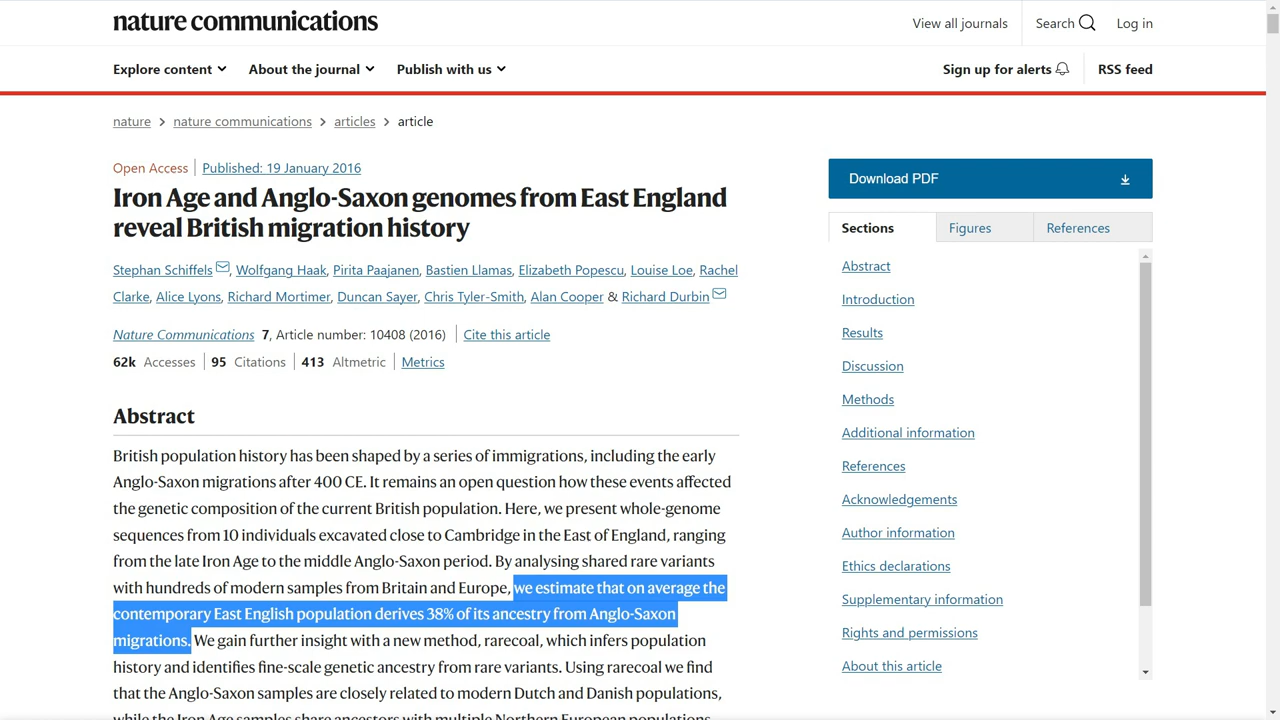 nature communications
View all journals
Search
Log in
Explore content
About the journal
Publish with us
Sign up for alerts
RSS feed
nature > nature communications > articles > article
Open Access
Published: 19 January 2016
Iron Age and Anglo-Saxon genomes from East England
reveal British migration history
Stephan Schiffels, Wolfgang Haak, Pirita Paajanen, Bastien Llamas, Elizabeth Popescu, Louise Loe, Rachel
Clarke, Alice Lyons, Richard Mortimer, Duncan Sayer, Chris Tyler-Smith, Alan Cooper & Richard Durbin
Nature Communications 7, Article number: 10408 (2016)
Cite this article
62k Accesses
95 Citations
413 Altmetric
Metrics
Abstract
British population history has been shaped by a series of immigrations, including the early
Anglo-Saxon migrations after 400 CE. It remains an open question how these events affected
the genetic composition of the current British population. Here, we present whole-genome
sequences from 10 individuals excavated close to Cambridge in the East of England, ranging
from the late Iron Age to the middle Anglo-Saxon period. By analysing shared rare variants
with hundreds of modern samples from Britain and Europe, we estimate that on average the
contemporary East English population derives 38% of its ancestry from Anglo-Saxon
migrations. We gain further insight with a new method, rarecoal, which infers population
history and identifies fine-scale genetic ancestry from rare variants. Using rarecoal we find
that the Anglo-Saxon samples are closely related to modern Dutch and Danish populations,
while the Iron Age samples share ancestors with multiple Northern European populations
Download PDF
Sections
Figures
References
Abstract
Introduction
Results
Discussion
Methods
Additional information
References
Acknowledgements
Author information
Ethics declarations
Supplementary information
Rights and permissions
About this article